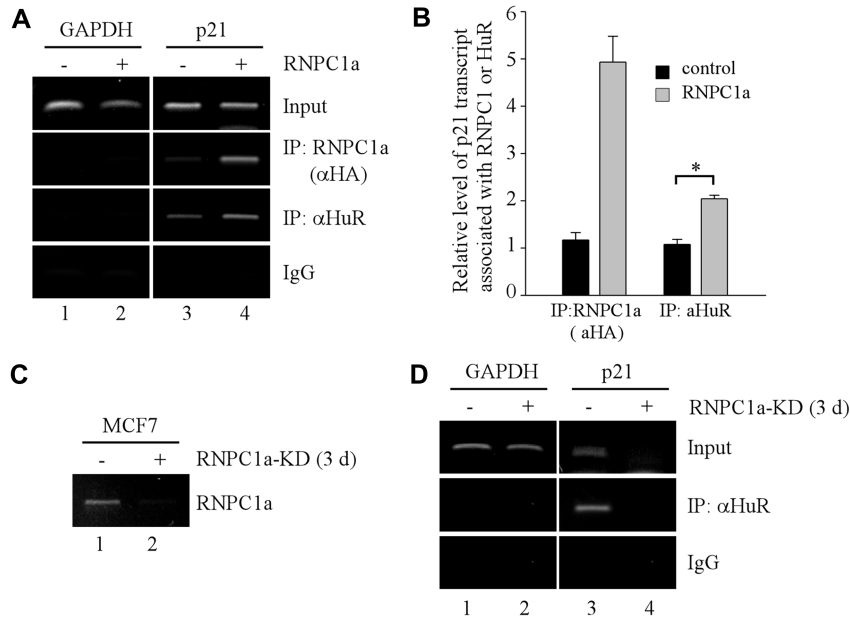 A
GAPDH p21
- + - + RNPC1a
Input
IP: RNPC1a
(αHA)
IP: αHuR
IgG
1 2 3 4
B
Relative level of p21 transcript
associated with RNPC1 or HuR
6
5
4
3
2
1
0
control
RNPC1a
*
IP:RNPC1a
( aHA)
IP: aHuR
C
MCF7
- + RNPC1a-KD (3 d)
RNPC1a
1 2
D
GAPDH p21
- + - + RNPC1a-KD (3 d)
Input
IP: αHuR
IgG
1 2 3 4